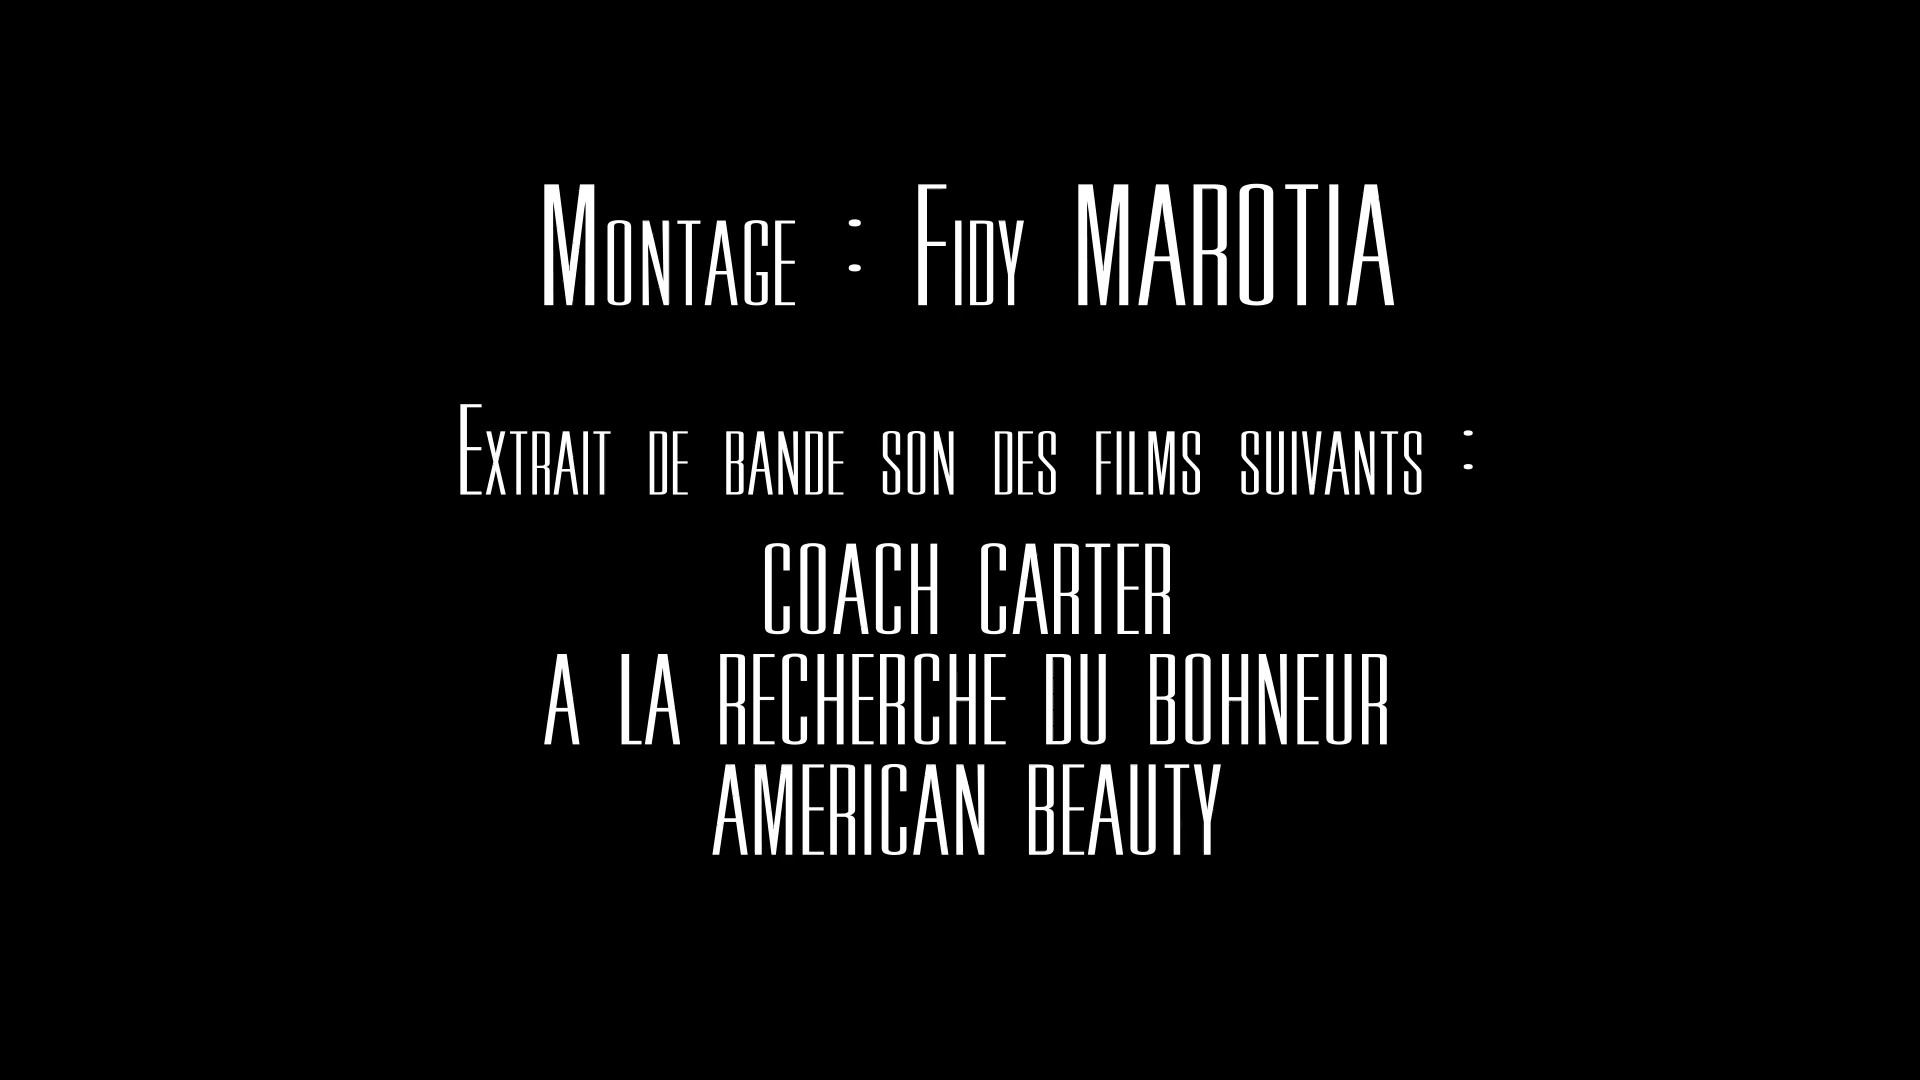 Montage : Fidy MAROTIA
Extrait de bande son des films suivants :
COACH CARTER
A LA RECHERCHE DU BOHNEUR
AMERICAN BEAUTY